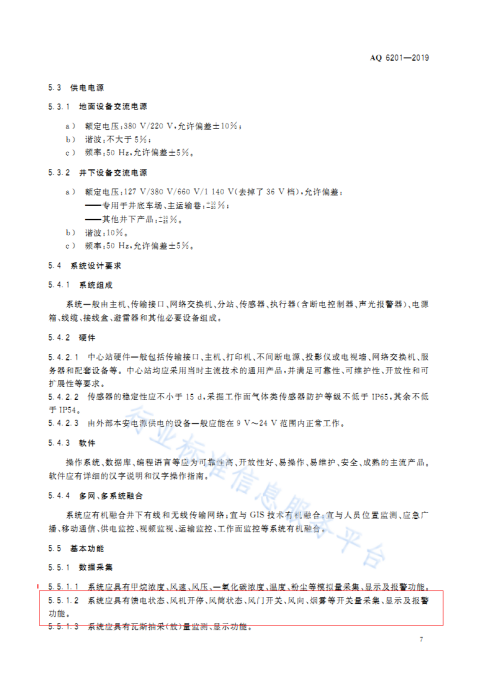 AQ 6201—2019
5.3 供电电源
5.3.1 地面设备交流电源
a) 额定电压:380 V/220 V,允许偏差±10%;
b) 谐波:不大于 5%;
c) 频率:50 Hz,允许偏差±5%。
5.3.2 井下设备交流电源
a) 额定电压:127 V/380 V/660 V/1 140 V(去掉了 36 V 档),允许偏差:
——专用于井底车场、主运输巷:%;
——其他井下产品:%。
b) 谐波:10%。
c) 频率:50 Hz,允许偏差±5%。
5.4 系统设计要求
5.4.1 系统组成
系统一般由主机、传输接口、网络交换机、分站、传感器、执行器(含断电控制器、声光报警器)、电源
箱、线缆、接线盒、避雷器和其他必要设备组成。
5.4.2 硬件
5.4.2.1 中心站硬件一般包括传输接口、主机、打印机、不间断电源、投影仪或电视墙、网络交换机、服
务器和配套设备等。中心站均应采用当时主流技术的通用产品,并满足可靠性、可维护性、开放性和可
扩展性等要求。
5.4.2.2 传感器的稳定性应不小于 15 d,采掘工作面气体类传感器防护等级不低于 IP65,其余不低
于 IP54。
5.4.2.3 由外部本安电源供电的设备一般应能在 9 V～24 V 范围内正常工作。
5.4.3 软件
操作系统、数据库、编程语言等应为可靠性高、开放性好、易操作、易维护、安全、成熟的主流产品。
软件应有详细的汉字说明和汉字操作指南。
5.4.4 多网、多系统融合
系统应有机融合井下有线和无线传输网络;宜与 GIS 技术有机融合;宜与人员位置监测、应急广
播、移动通信、供电监控、视频监视、运输监控、工作面监控等系统有机融合。
5.5 基本功能
5.5.1 数据采集
5.5.1.1 系统应具有甲烷浓度、风速、风压、一氧化碳浓度、温度、粉尘等模拟量采集、显示及报警功能。
5.5.1.2 系统应具有馈电状态、风机开停、风筒状态、风门开关、风向、烟雾等开关量采集、显示及报警
功能。
5.5.1.3 系统应具有瓦斯抽采(放)量监测、显示功能。
7
行业标准信息服务平台